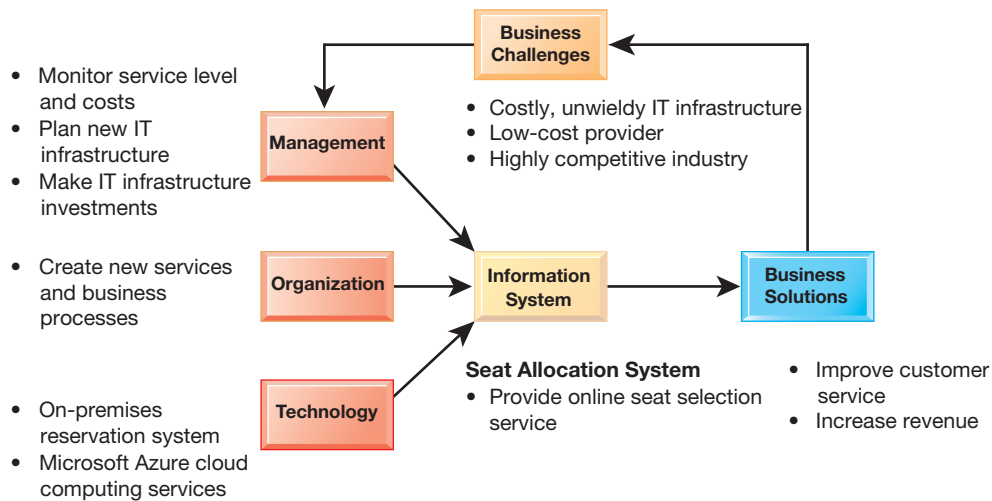 Business
Challenges
• Monitor service level
and costs
• Plan new IT
infrastructure
• Make IT infrastructure
investments
Management
• Costly, unwieldy IT infrastructure
• Low-cost provider
• Highly competitive industry
• Create new services
and business
processes
Organization
Information
System
Business
Solutions
Seat Allocation System
• Provide online seat selection
service
• Improve customer
service
• Increase revenue
Technology
• On-premises
reservation system
• Microsoft Azure cloud
computing services